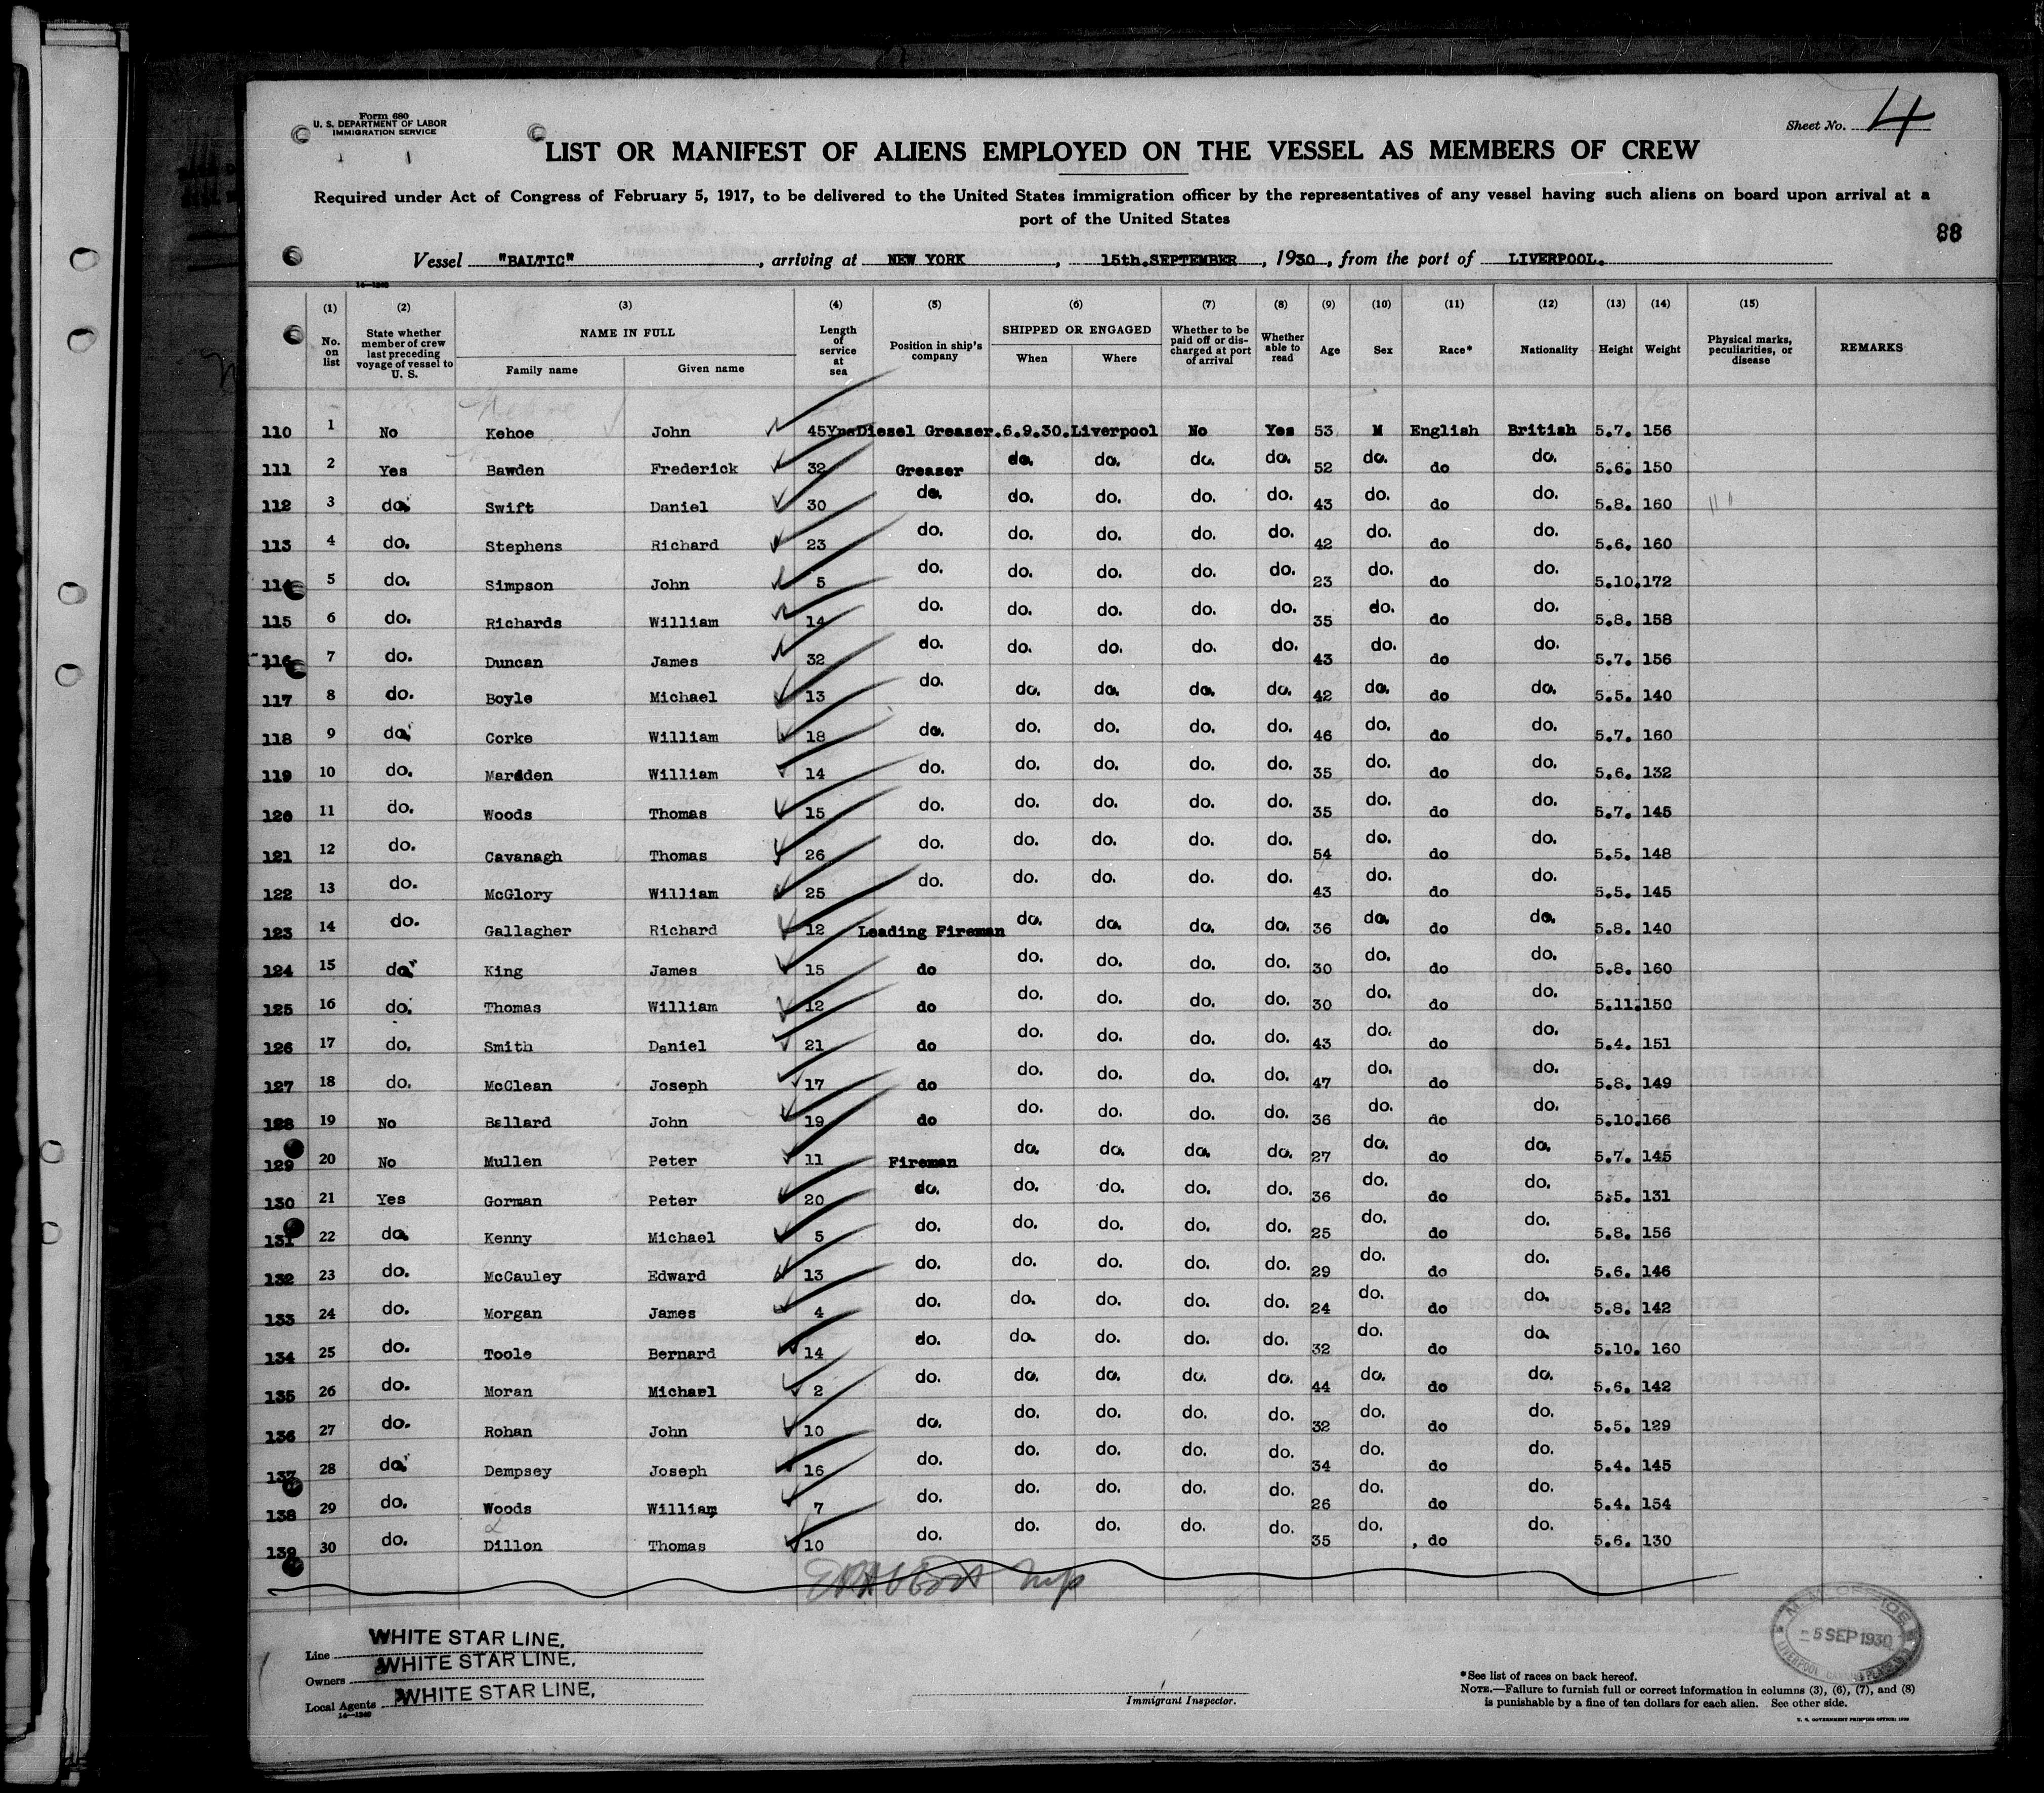 Form 680
U. S. DEPARTMENT OF LABOR
IMMIGRATION SERVICE
Sheet No. 4
LIST OR MANIFEST OF ALIENS EMPLOYED ON THE VESSEL AS MEMBERS OF CREW
Required under Act of Congress of February 5, 1917, to be delivered to the United States immigration officer by the representatives of any vessel having such aliens on board upon arrival at a
port of the United States
88
Vessel "BALTIC", arriving at NEW YORK, 15th.SEPTEMBER, 1930, from the port of LIVERPOOL.
14—1240
(1) (2) (3) (4) (5) (6) (7) (8) (9) (10) (11) (12) (13) (14) (15)
No. on list State whether member of crew last preceding voyage of vessel to U. S. NAME IN FULL Family name Given name Length of service at sea Position in ship's company SHIPPED OR ENGAGED When Where Whether to be paid off or discharged at port of arrival Whether able to read Age Sex Race* Nationality Height Weight Physical marks, peculiarities, or disease REMARKS
110 1 No Kehoe John 45Yrs Diesel Greaser. 6.9.30. Liverpool No Yes 53 M English British 5.7. 156
111 2 Yes Bawden Frederick 32 Greaser do. do. do. do. 52 do. do do. 5.6. 150
112 3 do. Swift Daniel 30 do. do. do. do. do. 43 do. do do. 5.8. 160
113 4 do. Stephens Richard 23 do. do. do. do. do. 42 do. do do. 5.6. 160
114 5 do. Simpson John 5 do. do. do. do. do. 23 do. do do. 5.10. 172
115 6 do. Richards William 14 do. do. do. do. do. 35 do. do do. 5.8. 158
116 7 do. Duncan James 32 do. do. do. do. do. 43 do. do do. 5.7. 156
117 8 do. Boyle Michael 13 do. do. do. do. do. 42 do. do do. 5.5. 140
118 9 do. Corke William 18 do. do. do. do. do. 46 do. do do. 5.7. 160
119 10 do. Marsden William 14 do. do. do. do. do. 35 do. do do. 5.6. 132
120 11 do. Woods Thomas 15 do. do. do. do. do. 35 do. do do. 5.7. 145
121 12 do. Cavanagh Thomas 26 do. do. do. do. do. 54 do. do do. 5.5. 148
122 13 do. McGlory William 25 do. do. do. do. do. 43 do. do do. 5.5. 145
123 14 do. Gallagher Richard 12 Leading Fireman do. do. do. do. 36 do. do do. 5.8. 140
124 15 do. King James 15 do do. do. do. do. 30 do. do do. 5.8. 160
125 16 do. Thomas William 12 do do. do. do. do. 30 do. do do. 5.11. 150
126 17 do. Smith Daniel 21 do do. do. do. do. 43 do. do do. 5.4. 151
127 18 do. McClean Joseph 17 do do. do. do. do. 47 do. do do. 5.8. 149
128 19 No Ballard John 19 do do. do. do. do. 36 do. do do. 5.10. 166
129 20 No Mullen Peter 11 Fireman do. do. do. do. 27 do. do do. 5.7. 145
130 21 Yes Gorman Peter 20 do. do. do. do. do. 36 do. do do. 5.5. 131
131 22 do. Kenny Michael 5 do. do. do. do. do. 25 do. do do. 5.8. 156
132 23 do. McCauley Edward 13 do. do. do. do. do. 29 do. do do. 5.6. 146
133 24 do. Morgan James 4 do. do. do. do. do. 24 do. do do. 5.8. 142
134 25 do. Toole Bernard 14 do. do. do. do. do. 32 do. do do. 5.10. 160
135 26 do. Moran Michael 2 do. do. do. do. do. 44 do. do do. 5.6. 142
136 27 do. Rohan John 10 do. do. do. do. do. 32 do. do do. 5.5. 129
137 28 do. Dempsey Joseph 16 do. do. do. do. do. 34 do. do do. 5.4. 145
138 29 do. Woods William 7 do. do. do. do. do. 26 do. do do. 5.4. 154
139 30 do. Dillon Thomas 10 do. do. do. do. do. 35 do. do do. 5.6. 130
Line WHITE STAR LINE.
Owners WHITE STAR LINE.
Local Agents WHITE STAR LINE.
14—1240
Immigrant Inspector.
*See list of races on back hereof.
NOTE.—Failure to furnish full or correct information in columns (3), (6), (7), and (8)
is punishable by a fine of ten dollars for each alien. See other side.
U. S. GOVERNMENT PRINTING OFFICE:
OFFICE
5 SEP 1930
LIVERPOOL